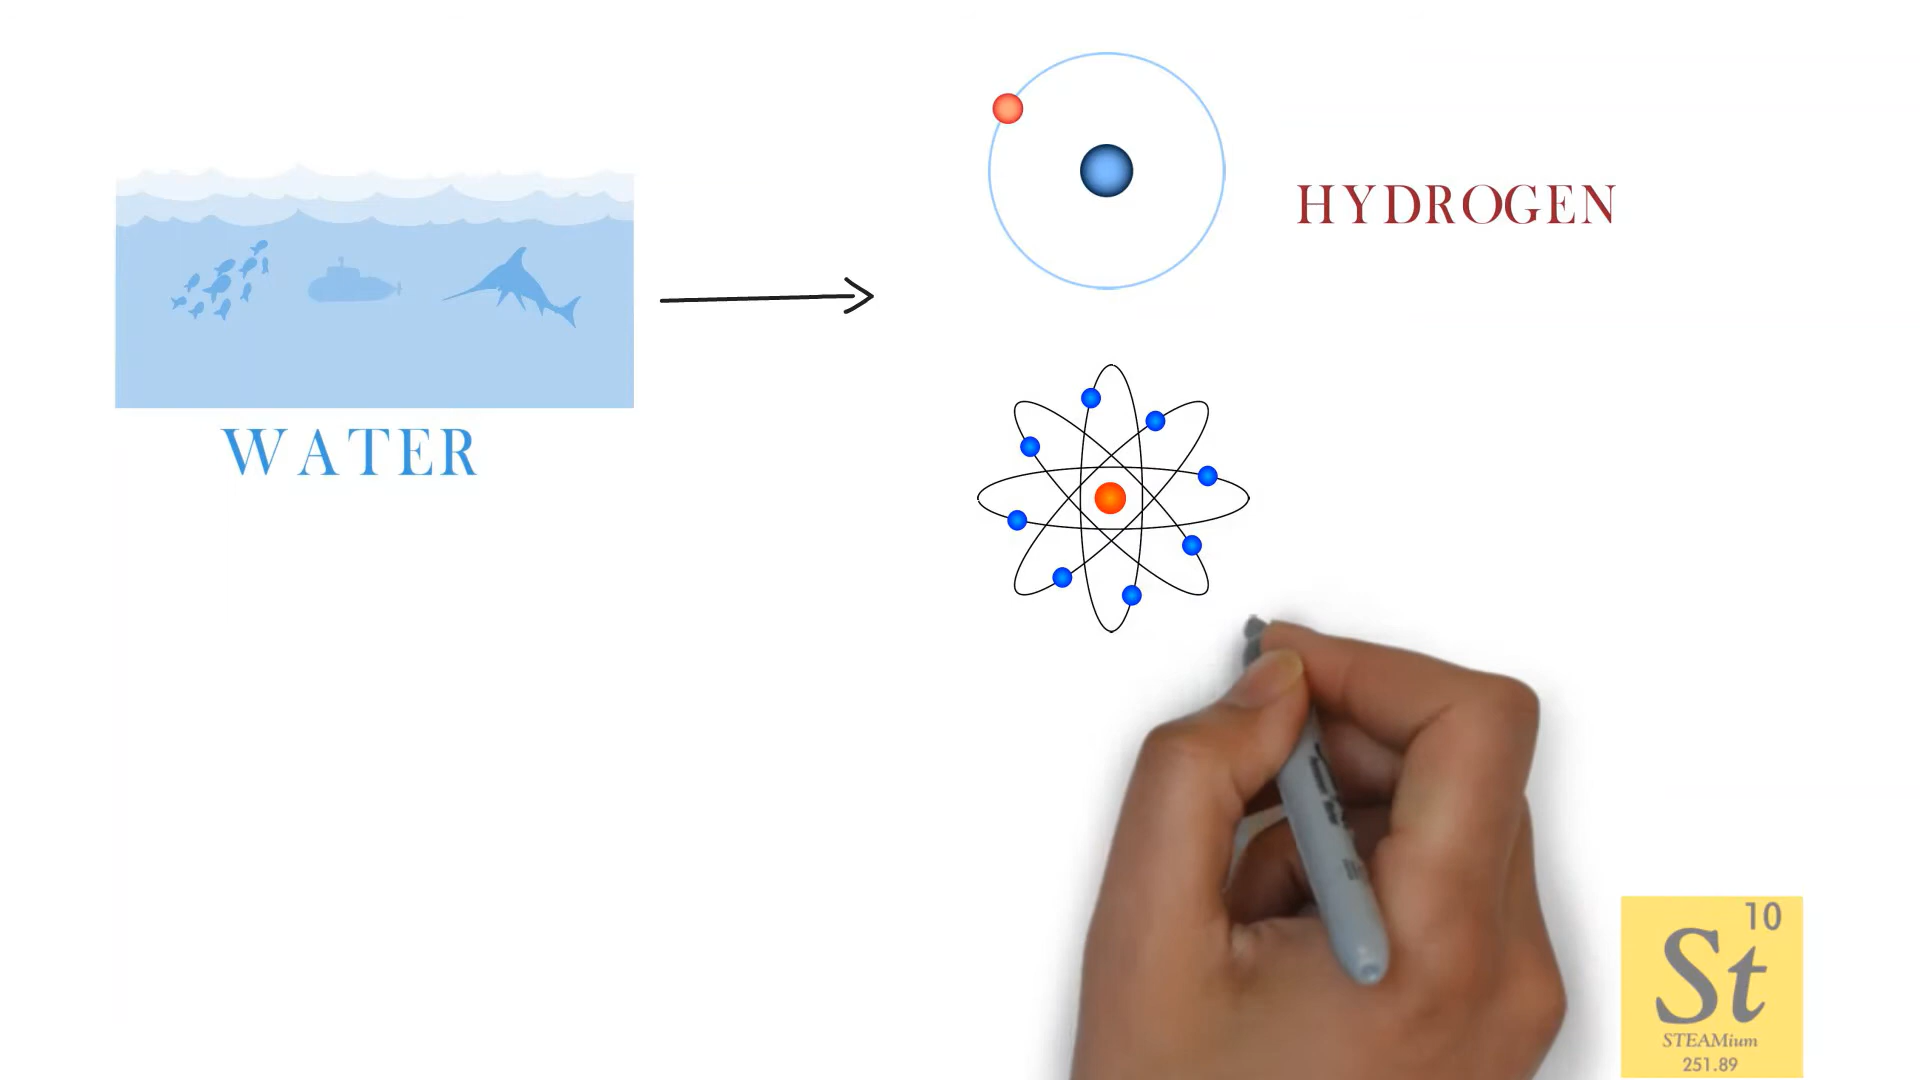 HYDROGEN
WATER
10
St
STEAMium
251.89